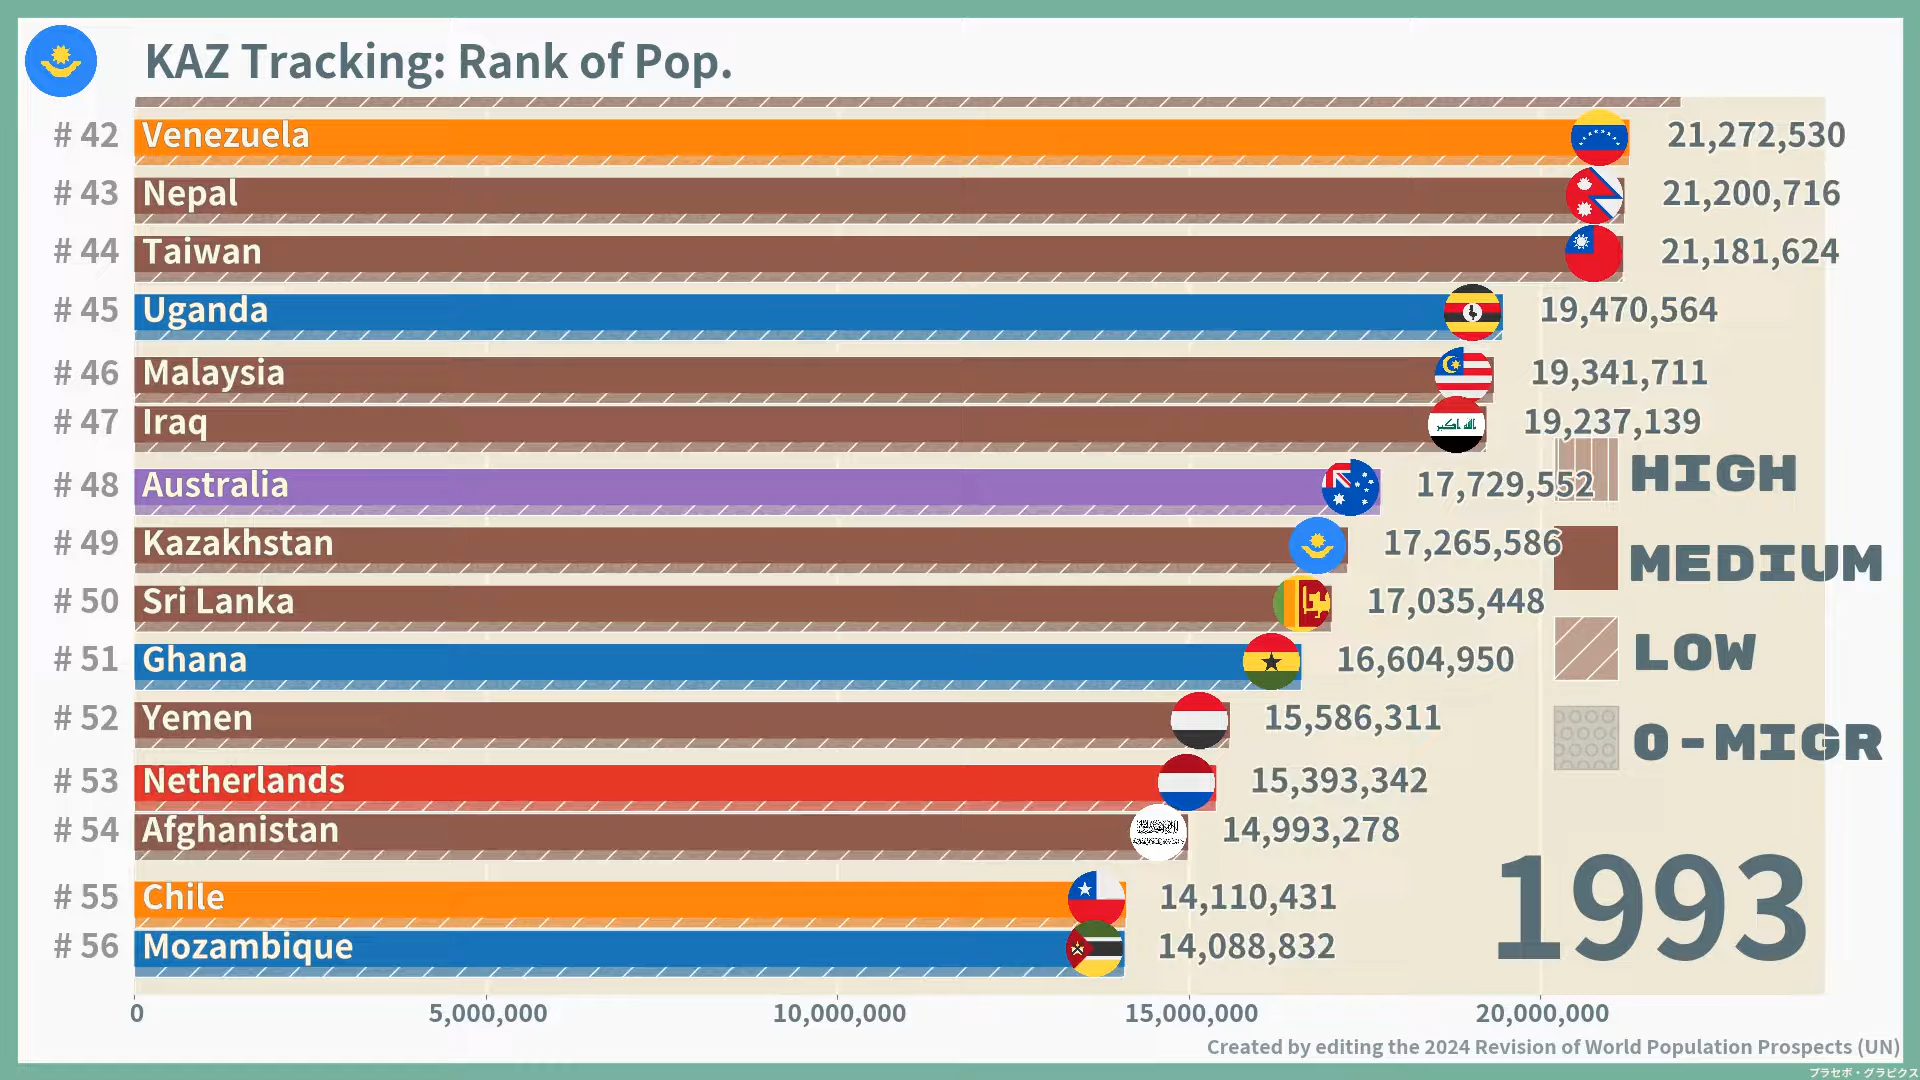 KAZ Tracking: Rank of Pop.
# 42 Venezuela 21,272,530
# 43 Nepal 21,200,716
# 44 Taiwan 21,181,624
# 45 Uganda 19,470,564
# 46 Malaysia 19,341,711
# 47 Iraq 19,237,139
# 48 Australia 17,729,552
# 49 Kazakhstan 17,265,586
# 50 Sri Lanka 17,035,448
# 51 Ghana 16,604,950
# 52 Yemen 15,586,311
# 53 Netherlands 15,393,342
# 54 Afghanistan 14,993,278
# 55 Chile 14,110,431
# 56 Mozambique 14,088,832
HIGH
MEDIUM
LOW
0-MIGR
1993
0 5,000,000 10,000,000 15,000,000 20,000,000
Created by editing the 2024 Revision of World Population Prospects (UN)
プラセボ・グラビクス